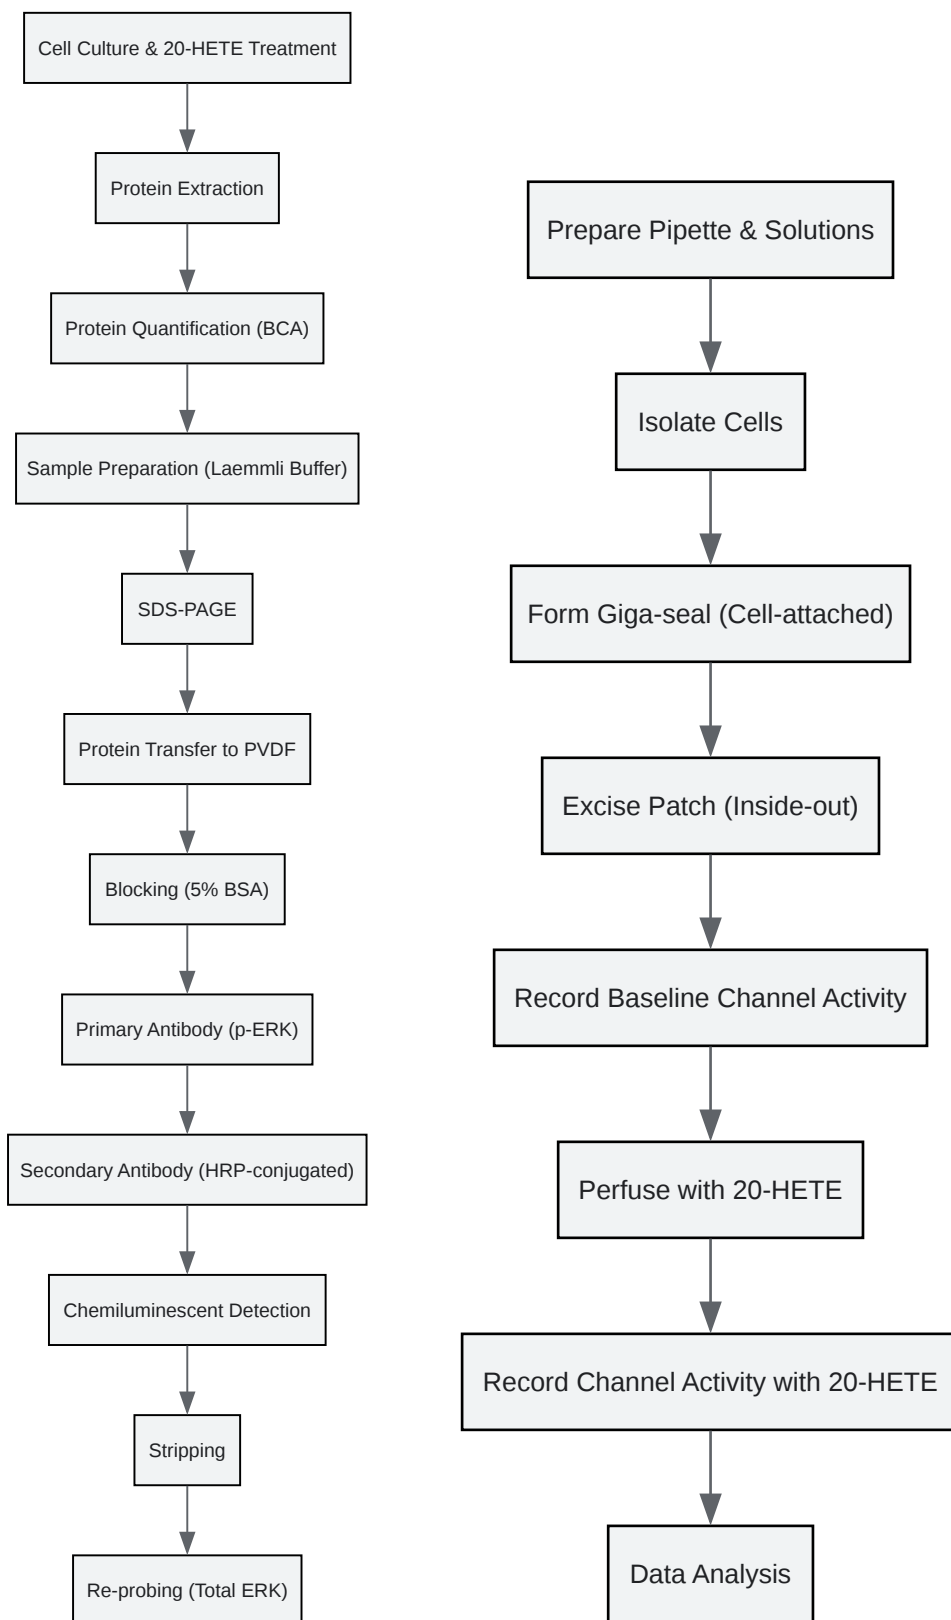 Cell Culture & 20-HETE Treatment
Protein Extraction
Protein Quantification (BCA)
Sample Preparation (Laemmli Buffer)
SDS-PAGE
Protein Transfer to PVDF
Blocking (5% BSA)
Primary Antibody (p-ERK)
Secondary Antibody (HRP-conjugated)
Chemiluminescent Detection
Stripping
Re-probing (Total ERK)
Prepare Pipette & Solutions
Isolate Cells
Form Giga-seal (Cell-attached)
Excise Patch (Inside-out)
Record Baseline Channel Activity
Perfuse with 20-HETE
Record Channel Activity with 20-HETE
Data Analysis